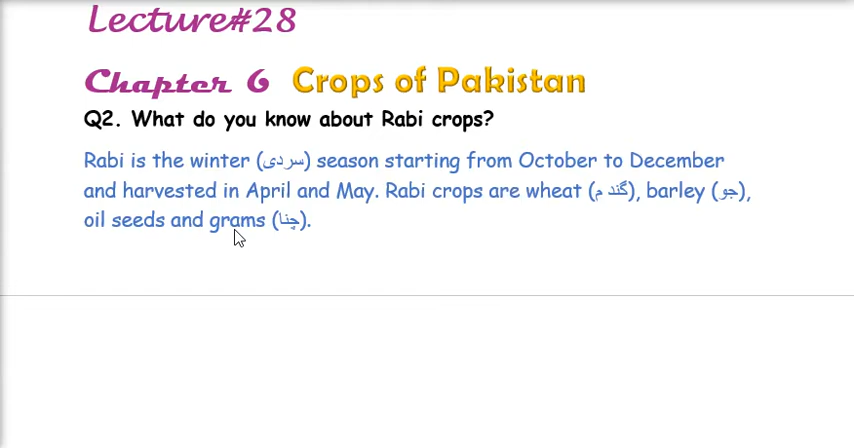 Lecture#28
Chapter 6 Crops of Pakistan
Q2. What do you know about Rabi crops?
Rabi is the winter (سردی) season starting from October to December
and harvested in April and May. Rabi crops are wheat (گند م), barley (جو),
oil seeds and grams (چنا).